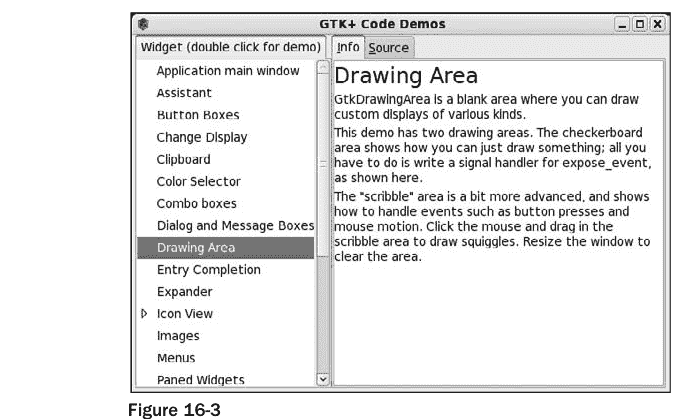 GTK+ Code Demos
Widget (double click for demo)
Info
Source
Application main window
Assistant
Button Boxes
Change Display
Clipboard
Color Selector
Combo boxes
Dialog and Message Boxes
Drawing Area
Entry Completion
Expander
Icon View
Images
Menus
Paned Widgets
Drawing Area
GtkDrawingArea is a blank area where you can draw
custom displays of various kinds.
This demo has two drawing areas. The checkerboard
area shows how you can just draw something; all you
have to do is write a signal handler for expose_event,
as shown here.
The "scribble" area is a bit more advanced, and shows
how to handle events such as button presses and
mouse motion. Click the mouse and drag in the
scribble area to draw squiggles. Resize the window to
clear the area.
Figure 16-3